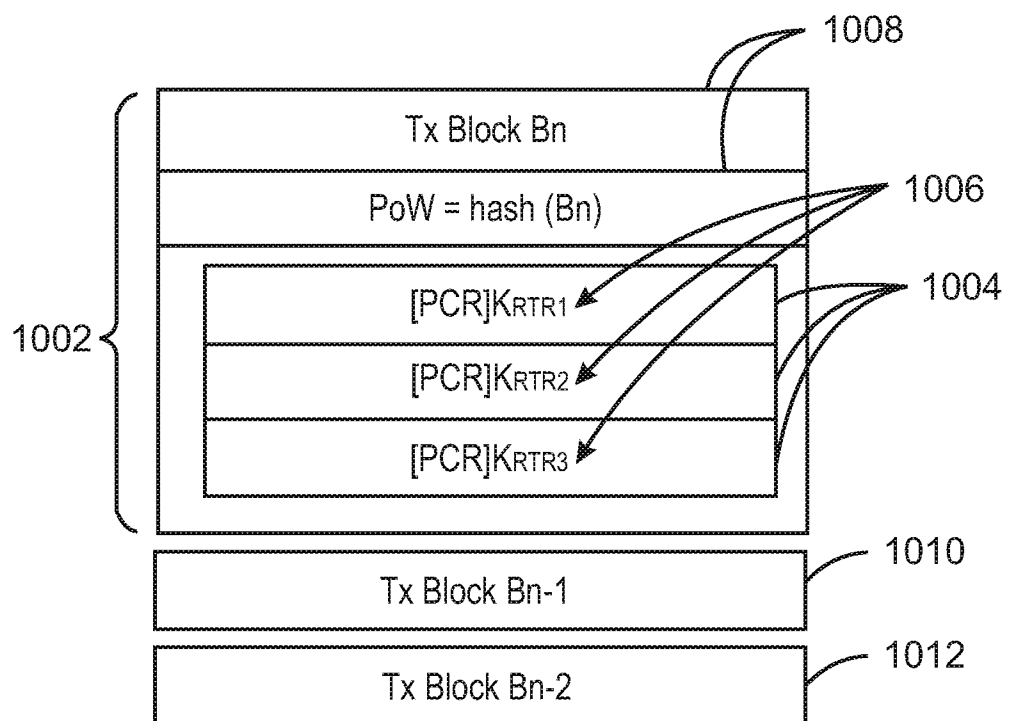 1008
Tx Block Bn
PoW = hash (Bn)
1006
1004
[PCR]KRTR1
1002
[PCR]KRTR2
[PCR]KRTR3
1010
Tx Block Bn-1
1012
Tx Block Bn-2